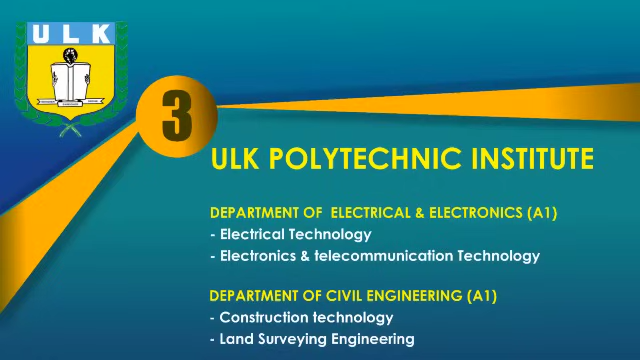 ULK
3
ULK POLYTECHNIC INSTITUTE
DEPARTMENT OF ELECTRICAL & ELECTRONICS (A1)
- Electrical Technology
- Electronics & telecommunication Technology
DEPARTMENT OF CIVIL ENGINEERING (A1)
- Construction technology
- Land Surveying Engineering